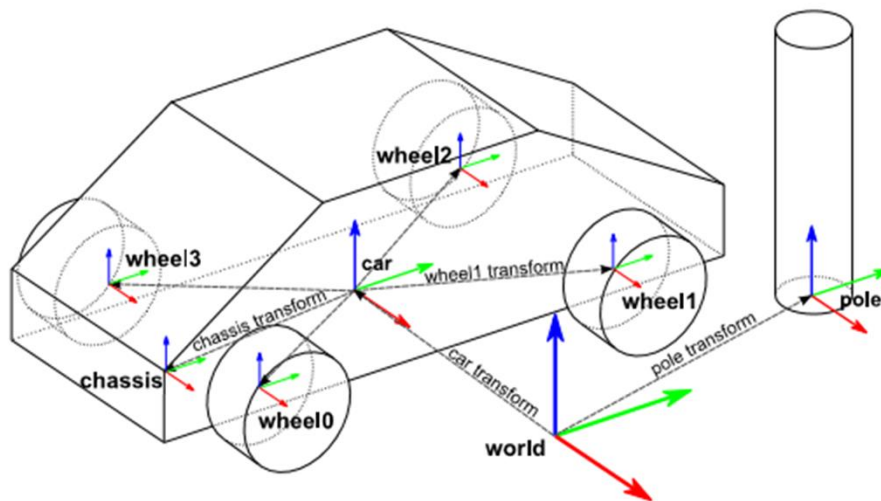 wheel2
wheel3
car
wheel1 transform
wheel1
pole
chassis transform
chassis
car transform
pole transform
wheel0
world